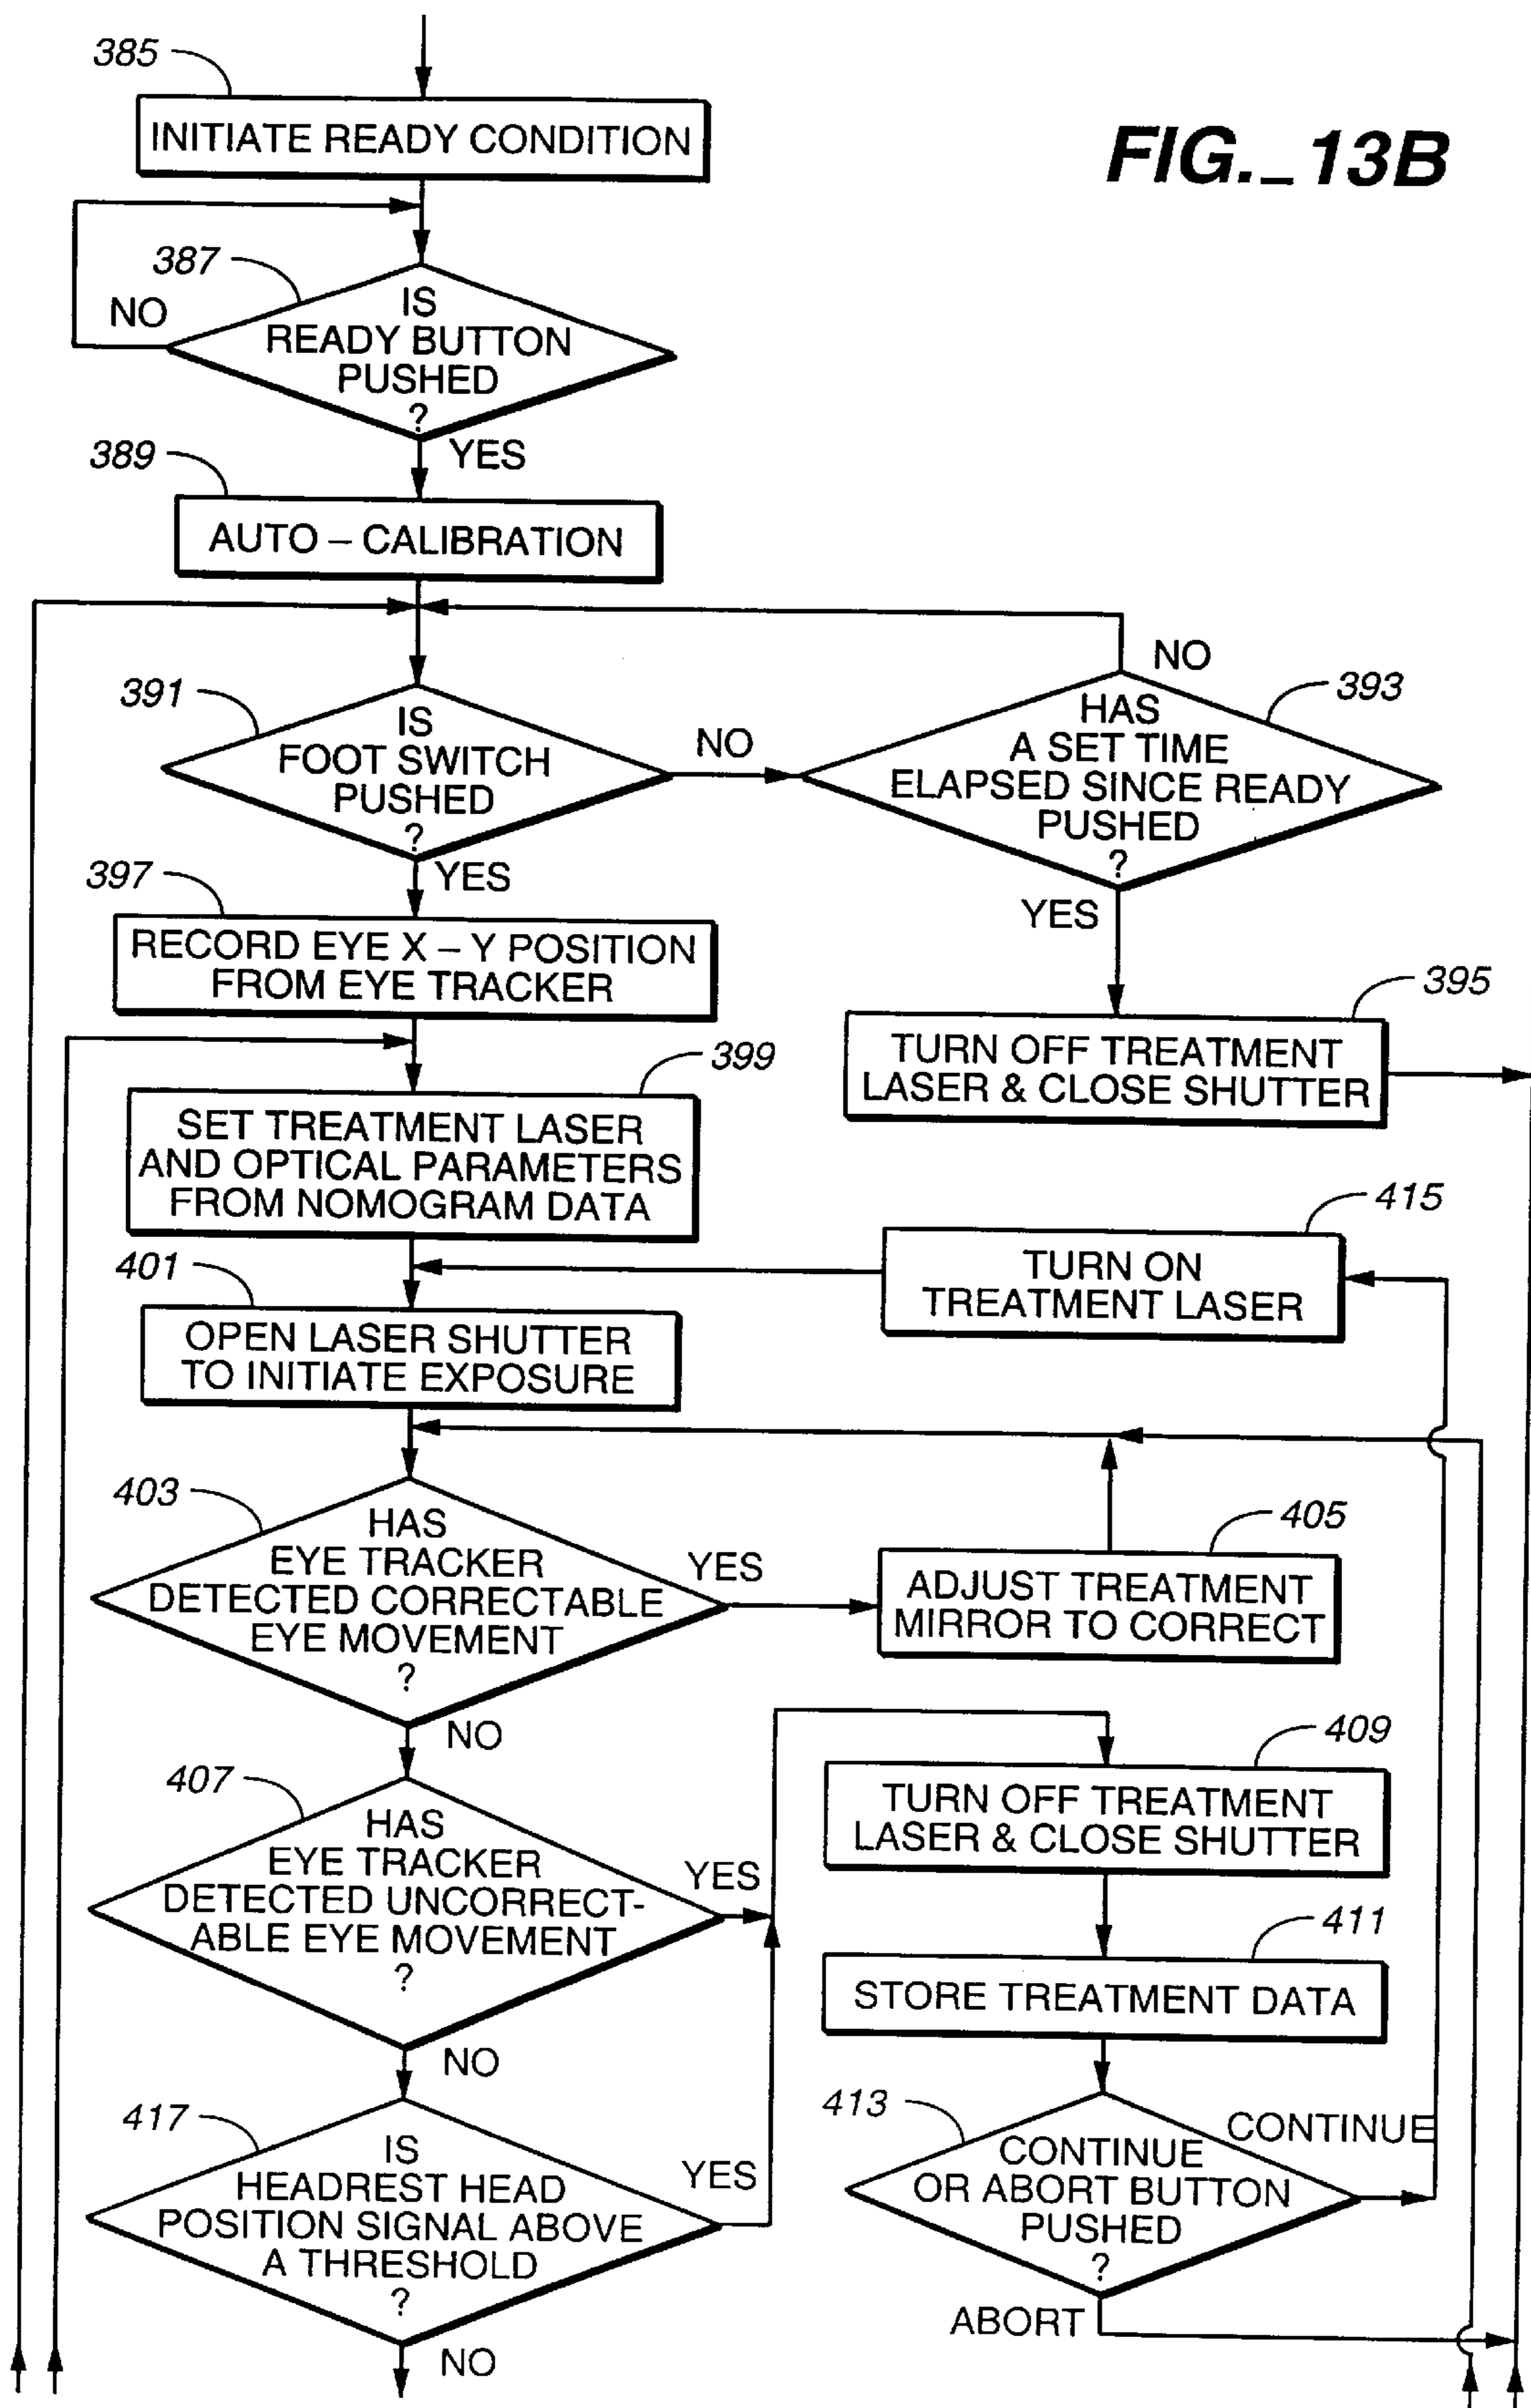 385
INITIATE READY CONDITION
FIG._13B
387
NO
IS
READY BUTTON
PUSHED
?
YES
389
AUTO – CALIBRATION
391
IS
FOOT SWITCH
PUSHED
?
NO
YES
NO
393
HAS
A SET TIME
ELAPSED SINCE READY
PUSHED
?
YES
397
RECORD EYE X – Y POSITION
FROM EYE TRACKER
395
TURN OFF TREATMENT
LASER & CLOSE SHUTTER
399
SET TREATMENT LASER
AND OPTICAL PARAMETERS
FROM NOMOGRAM DATA
415
TURN ON
TREATMENT LASER
401
OPEN LASER SHUTTER
TO INITIATE EXPOSURE
403
HAS
EYE TRACKER
DETECTED CORRECTABLE
EYE MOVEMENT
?
YES
NO
405
ADJUST TREATMENT
MIRROR TO CORRECT
407
HAS
EYE TRACKER
DETECTED UNCORRECT-
ABLE EYE MOVEMENT
?
YES
NO
409
TURN OFF TREATMENT
LASER & CLOSE SHUTTER
411
STORE TREATMENT DATA
413
CONTINUE
OR ABORT BUTTON
PUSHED
?
CONTINUE
ABORT
417
IS
HEADREST HEAD
POSITION SIGNAL ABOVE
A THRESHOLD
?
YES
NO